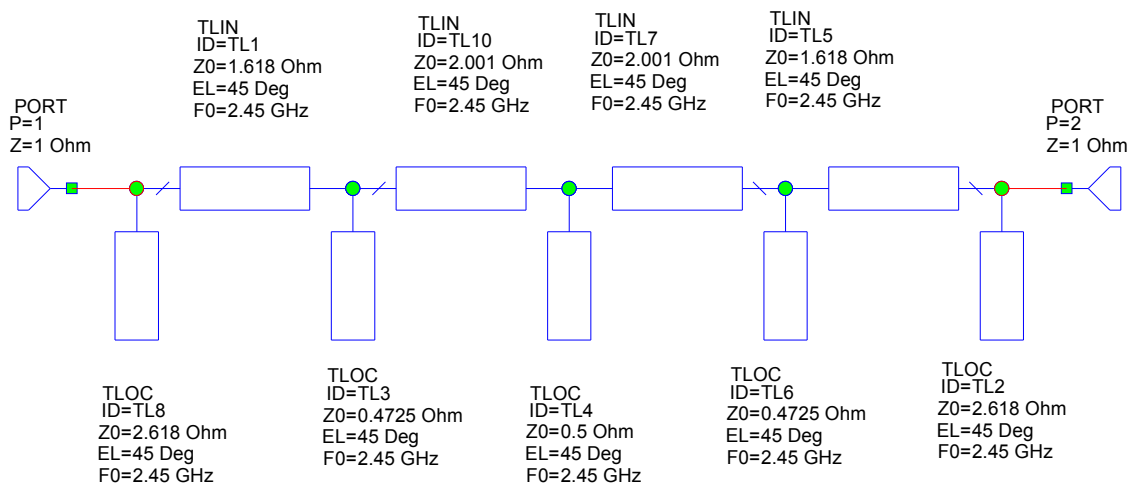 TLIN
ID=TL1
Z0=1.618 Ohm
EL=45 Deg
F0=2.45 GHz
TLIN
ID=TL10
Z0=2.001 Ohm
EL=45 Deg
F0=2.45 GHz
TLIN
ID=TL7
Z0=2.001 Ohm
EL=45 Deg
F0=2.45 GHz
TLIN
ID=TL5
Z0=1.618 Ohm
EL=45 Deg
F0=2.45 GHz
PORT
P=1
Z=1 Ohm
PORT
P=2
Z=1 Ohm
TLOC
ID=TL8
Z0=2.618 Ohm
EL=45 Deg
F0=2.45 GHz
TLOC
ID=TL3
Z0=0.4725 Ohm
EL=45 Deg
F0=2.45 GHz
TLOC
ID=TL4
Z0=0.5 Ohm
EL=45 Deg
F0=2.45 GHz
TLOC
ID=TL6
Z0=0.4725 Ohm
EL=45 Deg
F0=2.45 GHz
TLOC
ID=TL2
Z0=2.618 Ohm
EL=45 Deg
F0=2.45 GHz